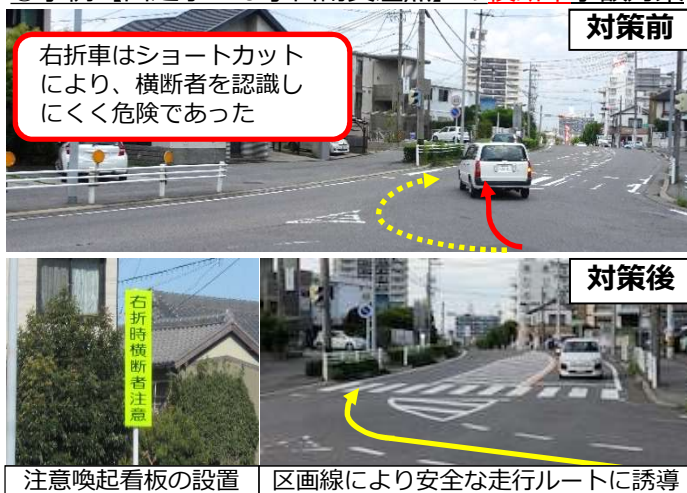 対策前
右折車はショートカット
により、横断者を認識し
にくく危険であった
対策後
右折時横断者注意
注意喚起看板の設置
区画線により安全な走行ルートに誘導